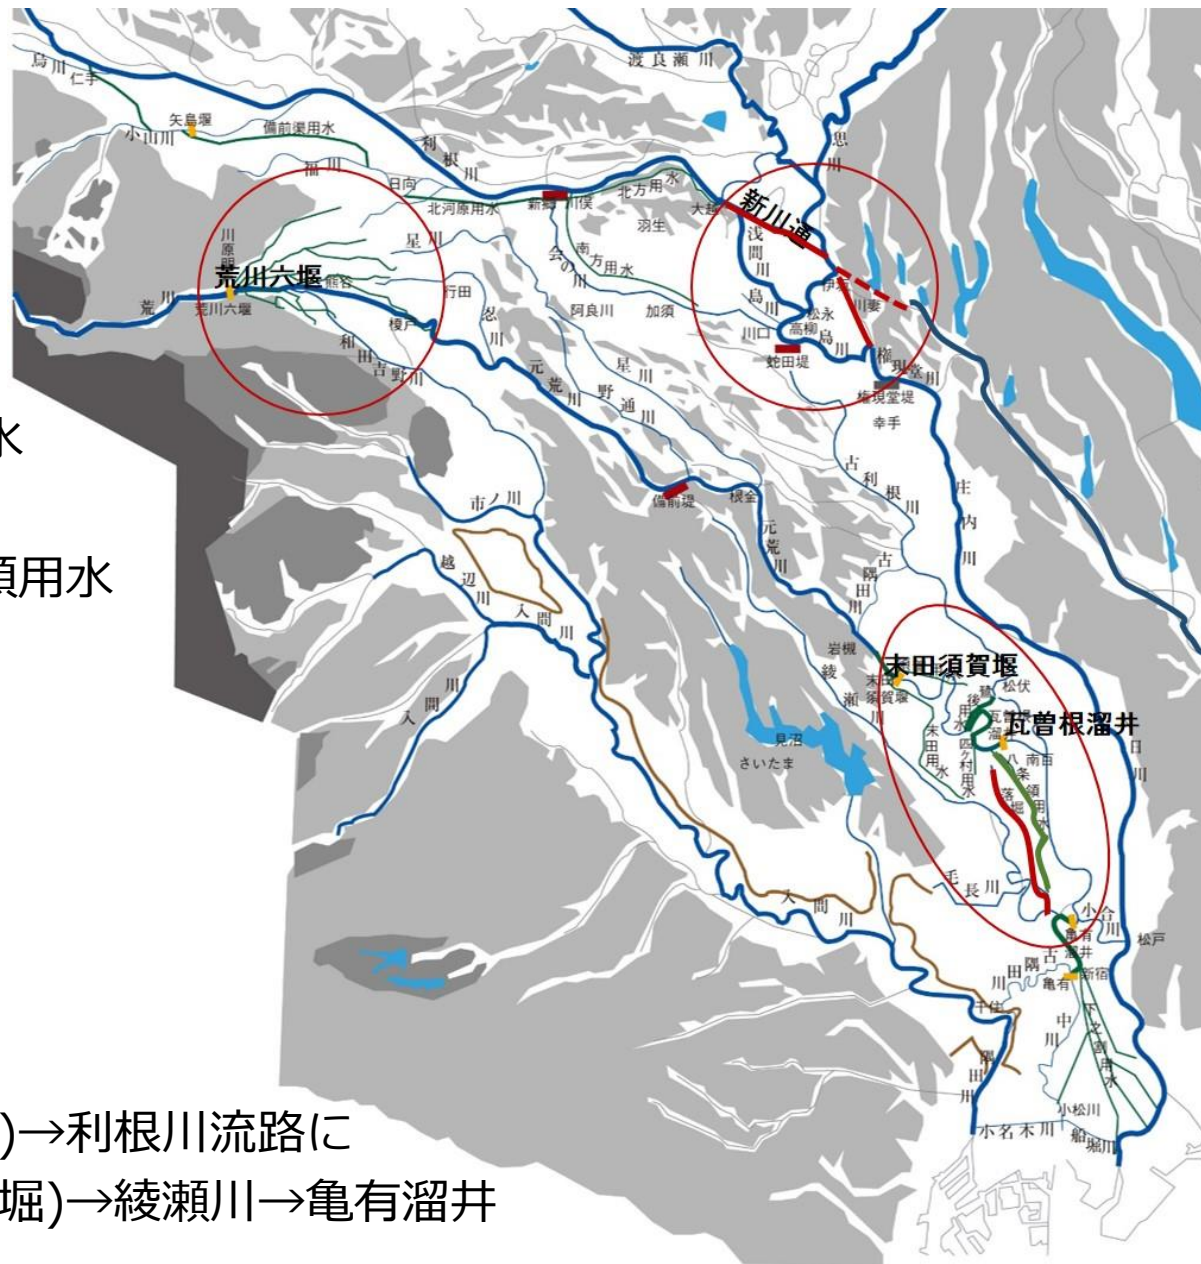 渡良瀬川
思川
烏川
仁手
矢島堰
小山川
備前渠用水
利根川
福川
日向
北河原用水
新郷
川俣
北方用水
羽生
大越
新川通
浅間川
島川
南方用水
会の川
星川
行田
忍川
阿良川
加須
川口
松永
高柳
島川
川妻
蛇田堤
権現堂川
権現堂堤
幸手
荒川六堰
荒川六堰
熊谷
荒川
榎戸
和田吉野川
元荒川
野通川
星川
古利根川
庄内川
水
市ノ川
備前堤
根金
元荒川
古隅田川
領用水
越辺川
入間川
入間川
岩槻
綾瀬川
末田須賀堰
末田須賀堰
松伏
瓦曽根溜井
末田用水
四ケ村用水
八条領用水
南百
落堀
見沼
さいたま
毛長川
入間川
小合川
松戸
亀有溜井
古隅田川
亀有
新宿
千住
中川
下之割用水
隅田川
小松川
小名木川
船堀川
)→利根川流路に
堀)→綾瀬川→亀有溜井